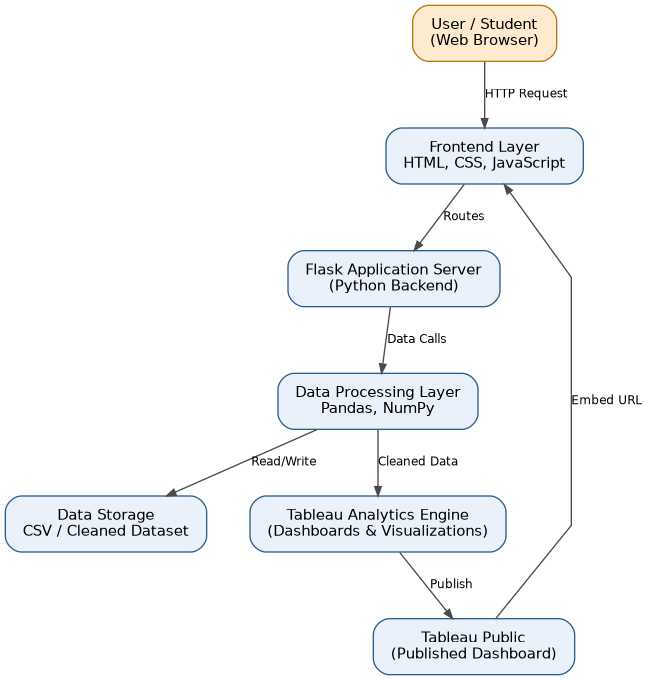 User / Student
(Web Browser)
HTTP Request
Frontend Layer
HTML, CSS, JavaScript
Routes
Flask Application Server
(Python Backend)
Data Calls
Data Processing Layer
Pandas, NumPy
Embed URL
Read/Write
Cleaned Data
Data Storage
CSV / Cleaned Dataset
Tableau Analytics Engine
(Dashboards & Visualizations)
Publish
Tableau Public
(Published Dashboard)